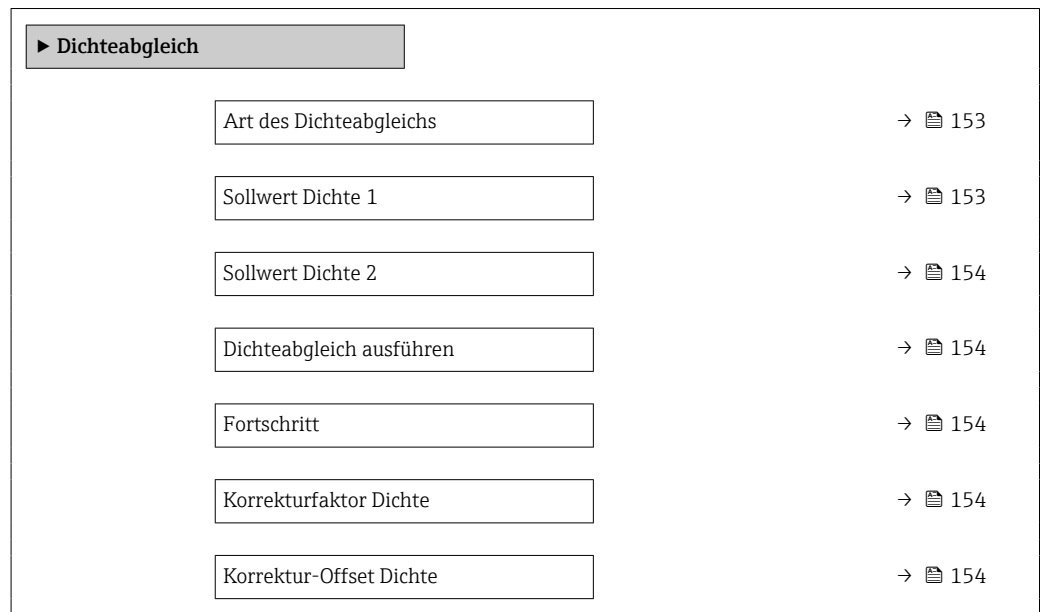 ▶ Dichteabgleich
Art des Dichteabgleichs → 153
Sollwert Dichte 1 → 153
Sollwert Dichte 2 → 154
Dichteabgleich ausführen → 154
Fortschritt → 154
Korrekturfaktor Dichte → 154
Korrektur-Offset Dichte → 154